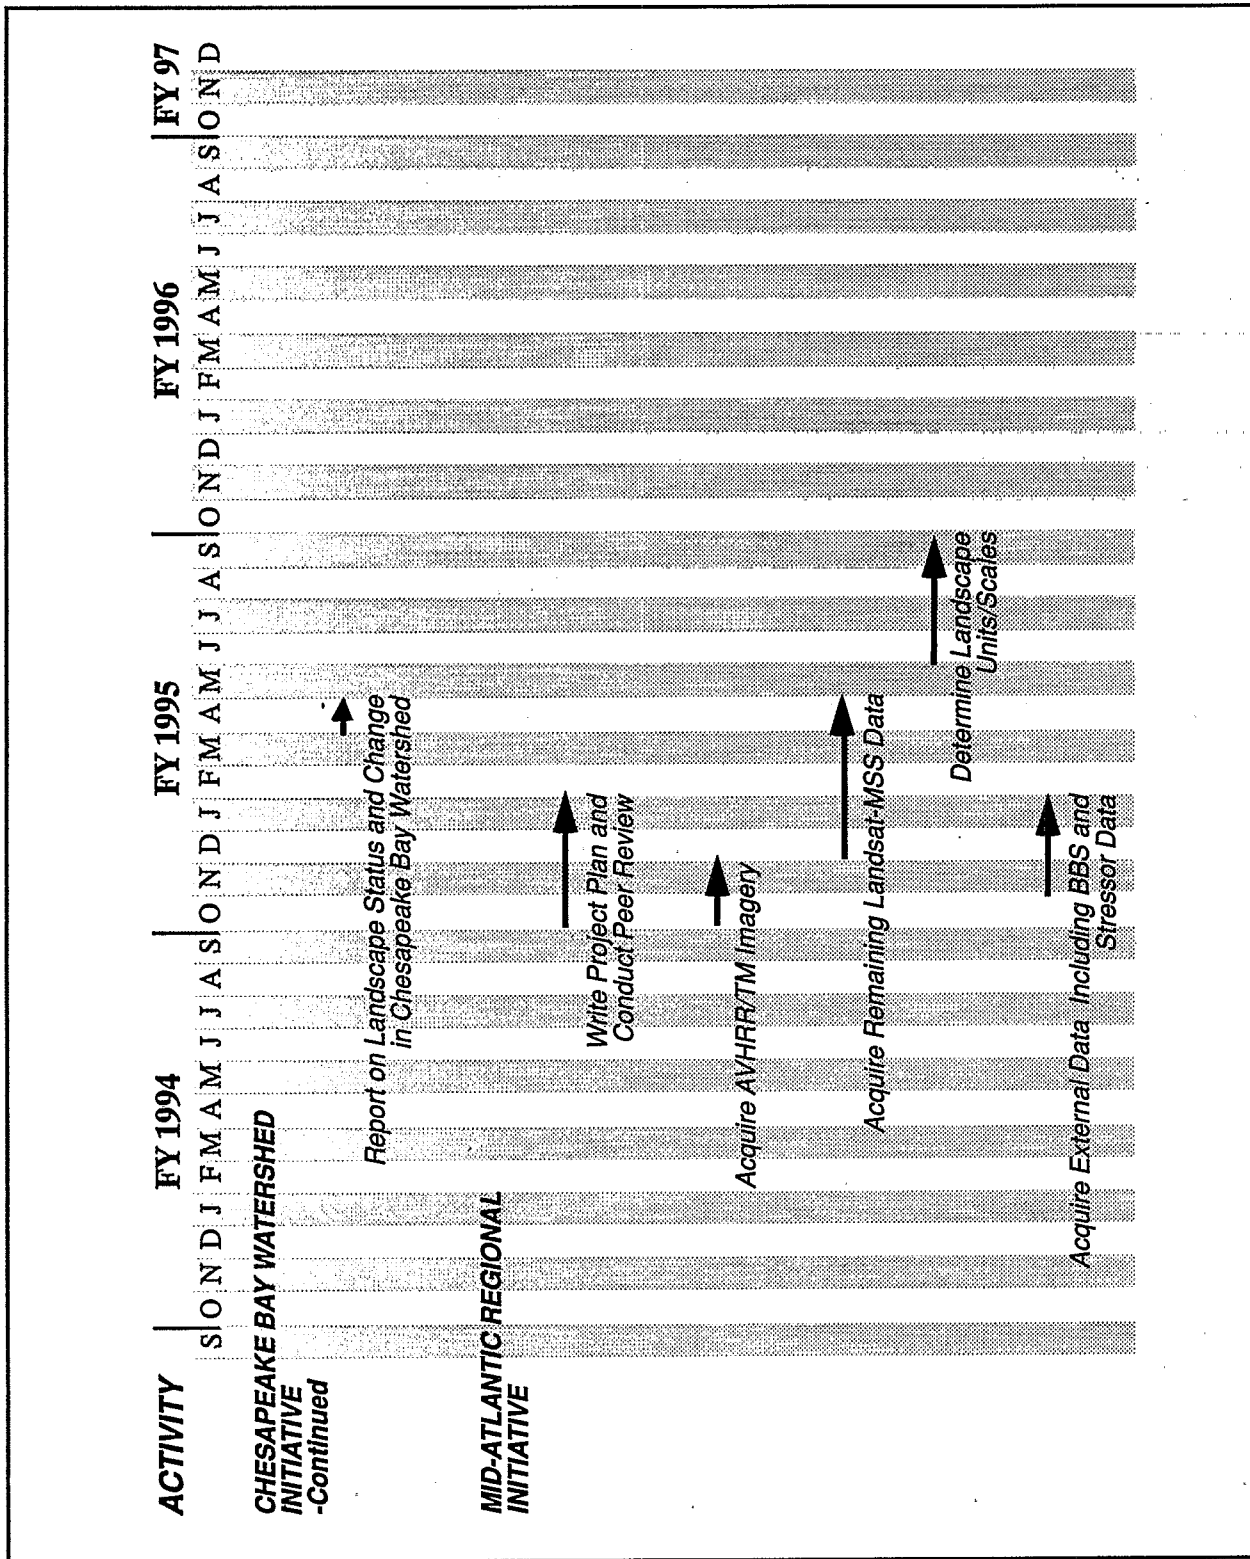 ACTIVITY
FY 1994
FY 1995
FY 1996
FY 97
S O N D J F M A M J J A S O N D J F M A M J J A S O N D J F M A M J J A S O N D
CHESAPEAKE BAY WATERSHED
INITIATIVE
-Continued
Report on Landscape Status and Change
in Chesapeake Bay Watershed
MID-ATLANTIC REGIONAL
INITIATIVE
Write Project Plan and
Conduct Peer Review
Acquire AVHRR/TM Imagery
Acquire Remaining Landsat-MSS Data
Determine Landscape
Units/Scales
Acquire External Data Including BBS and
Stressor Data